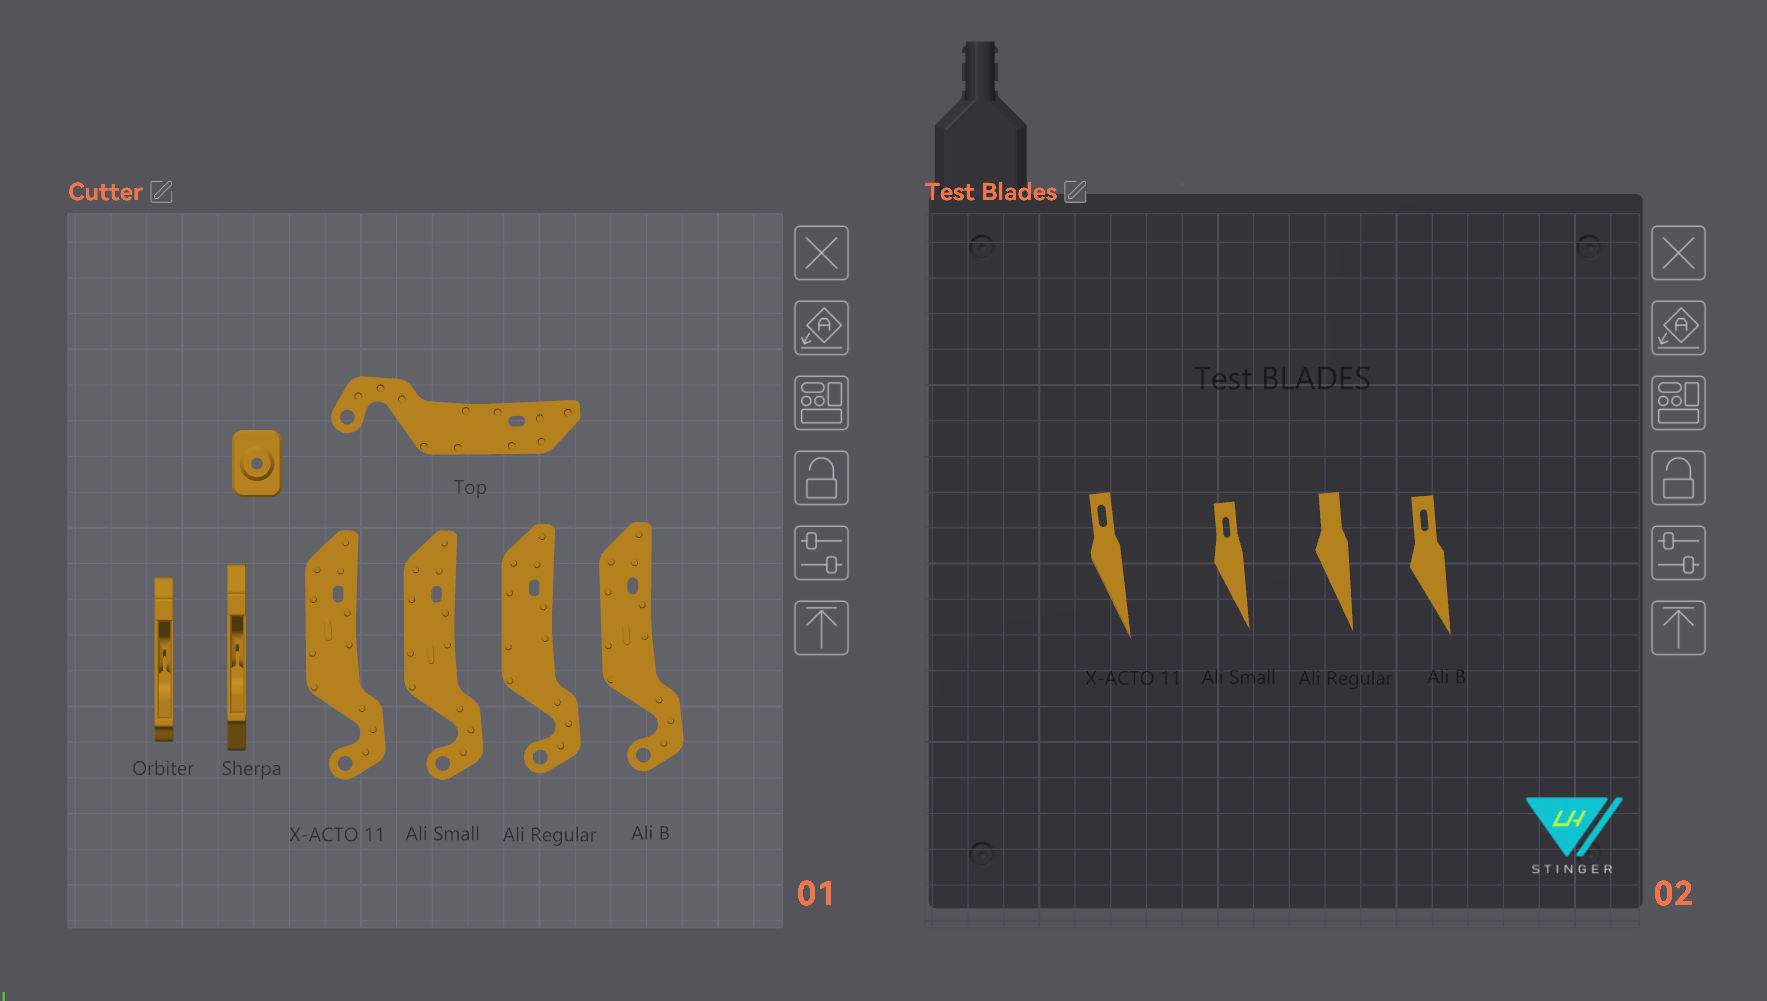 Cutter
Top
Orbiter
Sherpa
X-ACTO 11
Ali Small
Ali Regular
Ali B
01
Test Blades
Test BLADES
X-ACTO 11
Ali Small
Ali Regular
Ali B
STINGER
02